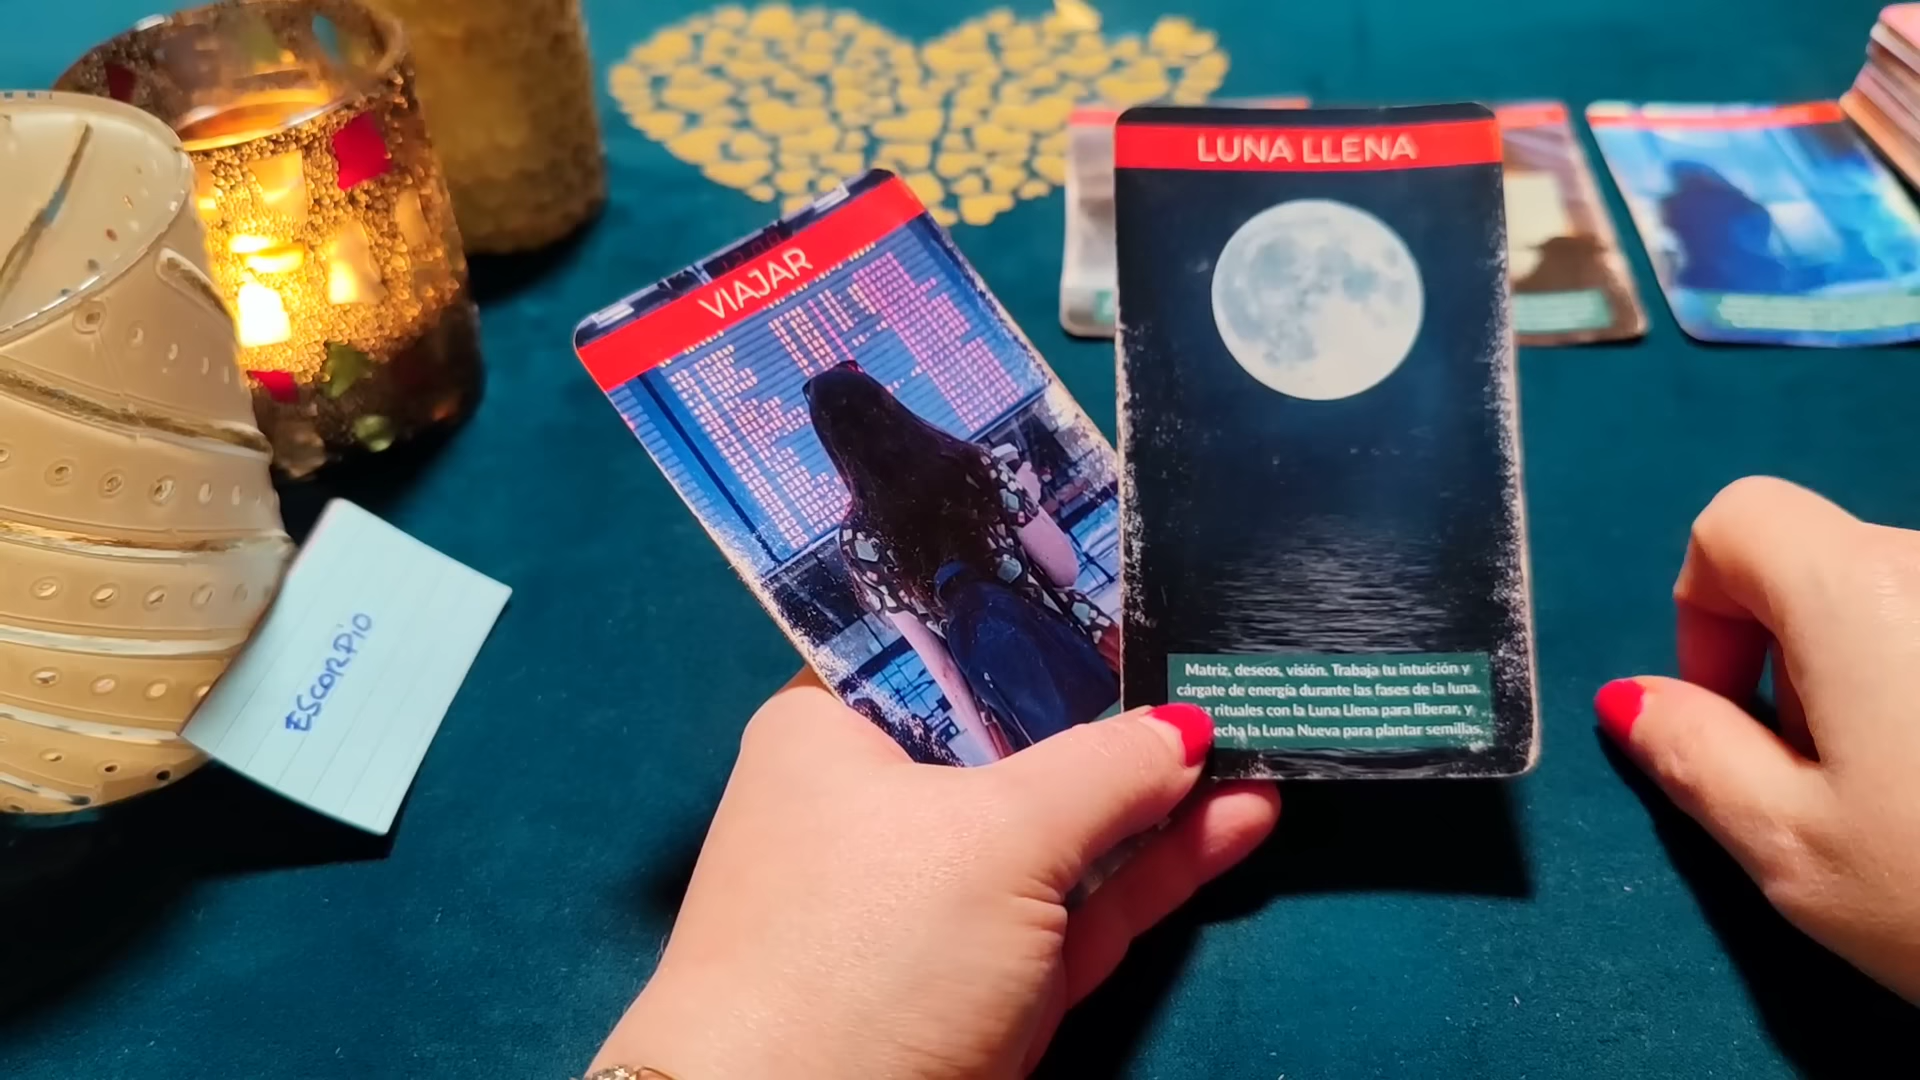 LUNA LLENA
VIAJAR
ESCORPIO
Matriz, deseos, visión. Trabaja tu intuición y
cárgate de energía durante las fases de la luna.
rituales con la Luna Llena para liberar, y
la Luna Nueva para plantar semillas.